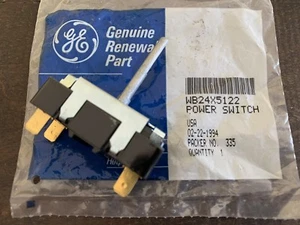 GE
Genuine
Renewal
Part
WB24X5122
POWER SWITCH
USA
02-22-1994
PACKER NO 335
QUANTITY 1